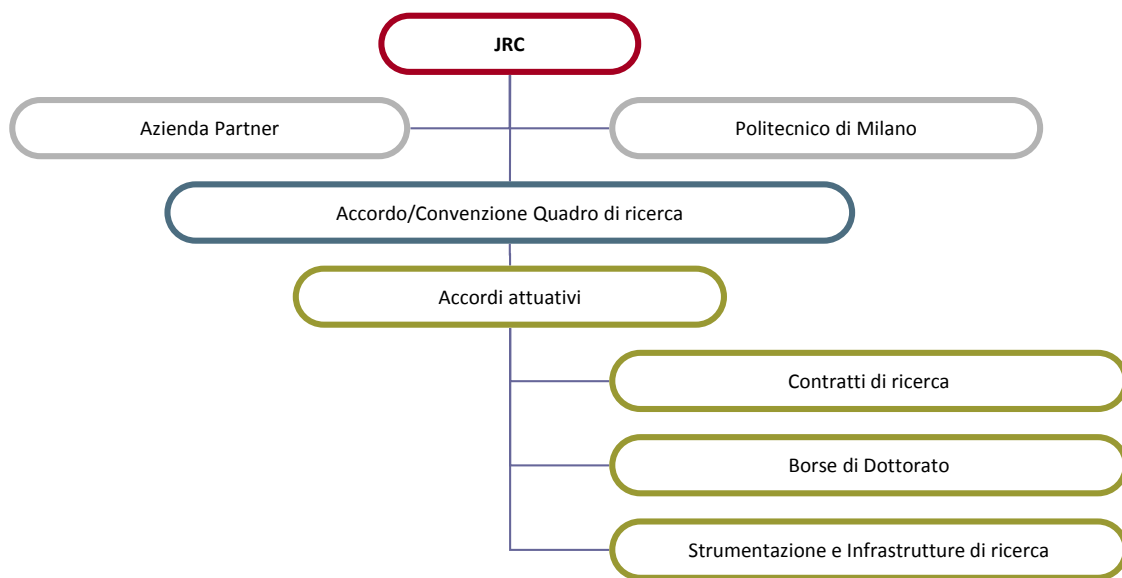 JRC
Azienda Partner
Politecnico di Milano
Accordo/Convenzione Quadro di ricerca
Accordi attuativi
Contratti di ricerca
Borse di Dottorato
Strumentazione e Infrastrutture di ricerca